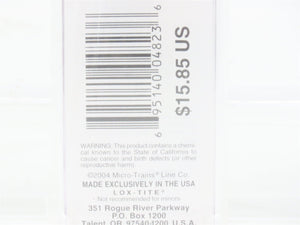 6 95140 04823 6
$15.85 US
WARNING: This product contains a chemi-
cal known to the State of California to
cause cancer and birth defects (or other
reproductive harm).
©2004 Micro-Trains® Line Co.
MADE EXCLUSIVELY IN THE USA
LOX-TITE®
Not recommended for minors
351 Rogue River Parkway
P.O. Box 1200
Talent, OR 97540-1200 U.S.A.